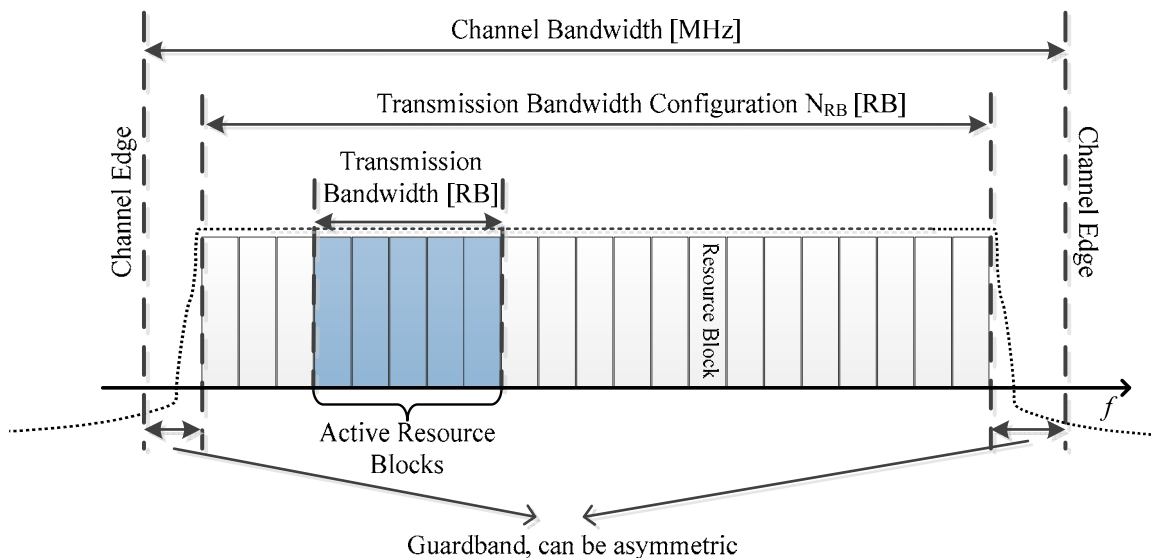 Channel Bandwidth [MHz]
Transmission Bandwidth Configuration NRB [RB]
Channel Edge
Transmission
Bandwidth [RB]
Channel Edge
Resource Block
f
Active Resource
Blocks
Guardband, can be asymmetric